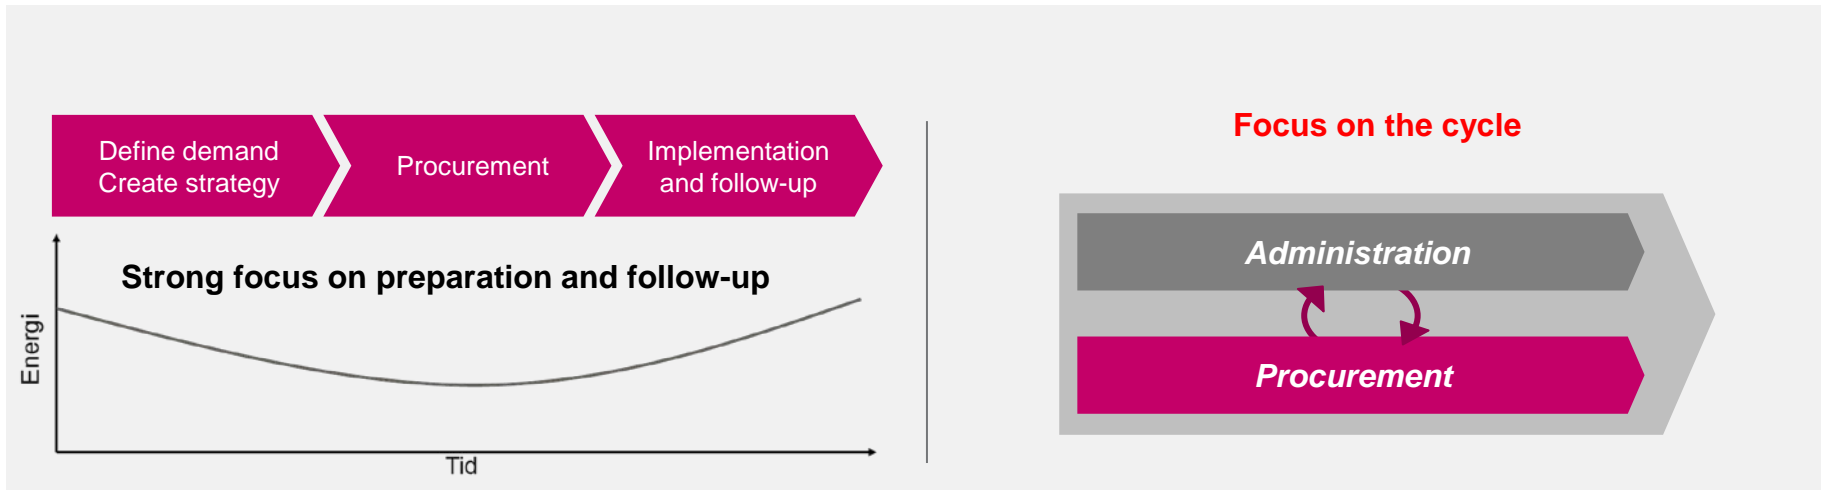 Define demand
Create strategy
Procurement
Implementation
and follow-up
Strong focus on preparation and follow-up
Energi
Tid
Focus on the cycle
Administration
Procurement